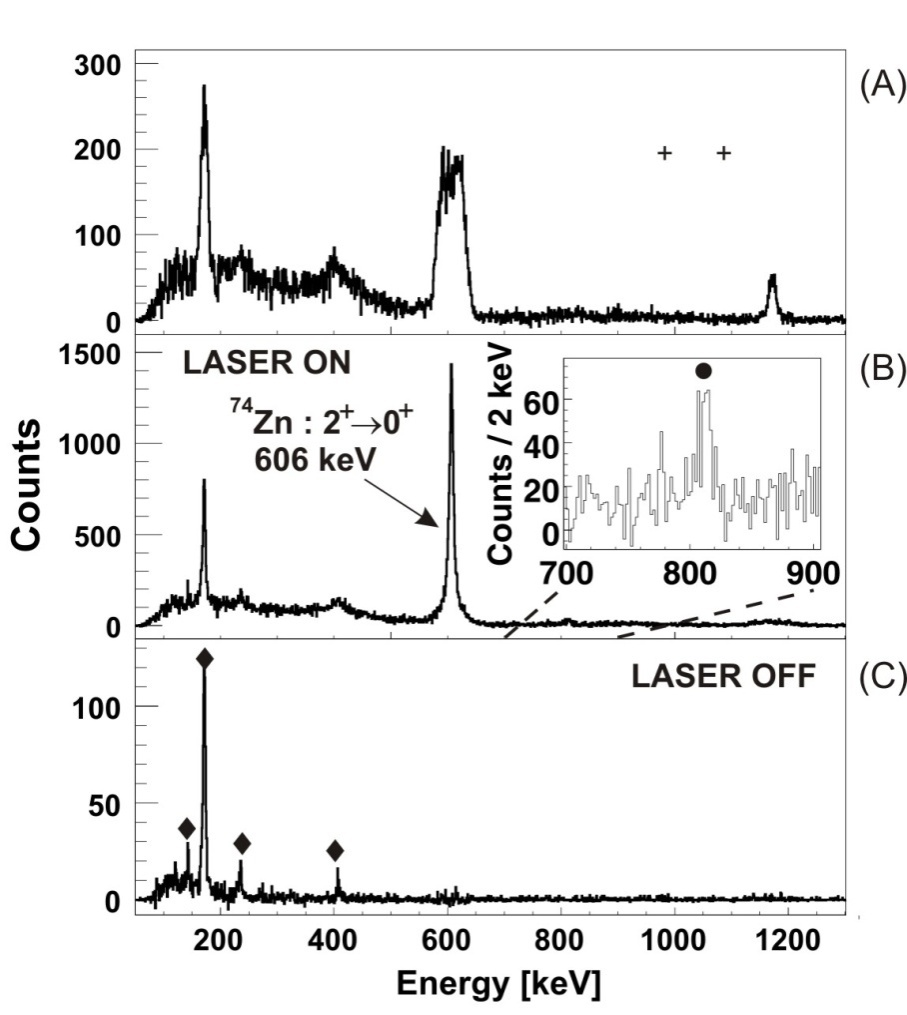 300
200
100
0
(A)
1500
1000
500
0
LASER ON
⁷⁴Zn : 2⁺→0⁺
606 keV
Counts / 2 keV
60
40
20
0
700 800 900
(B)
Counts
100
50
0
LASER OFF
(C)
200 400 600 800 1000 1200
Energy [keV]